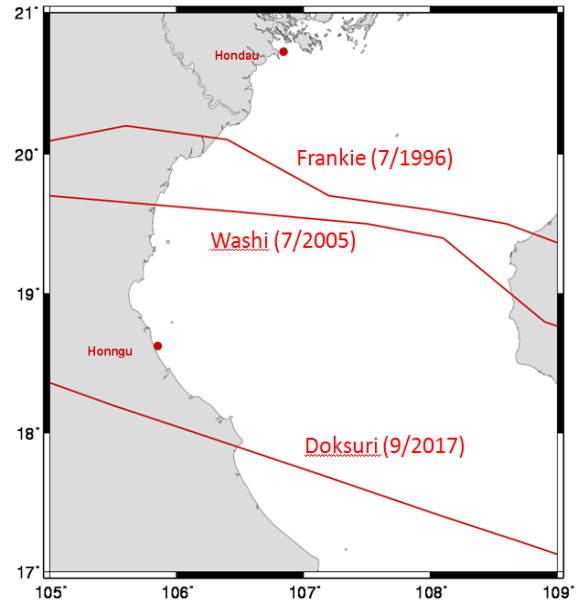 21°
Hondau
20°
Frankie (7/1996)
Washi (7/2005)
19°
Honngu
18°
Doksuri (9/2017)
17°
105° 106° 107° 108° 109°